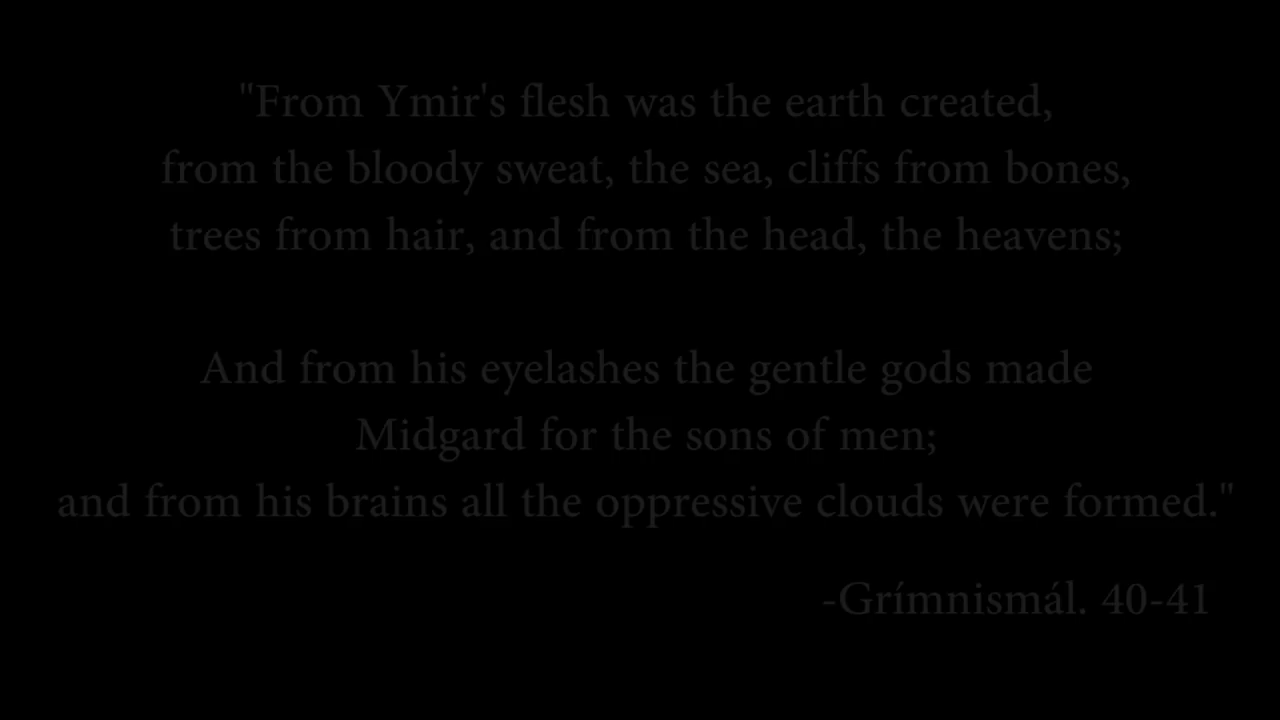 "From Ymir's flesh was the earth created,
from the bloody sweat, the sea, cliffs from bones,
trees from hair, and from the head, the heavens;
And from his eyelashes the gentle gods made
Midgard for the sons of men;
and from his brains all the oppressive clouds were formed."
-Grímnismál. 40-41